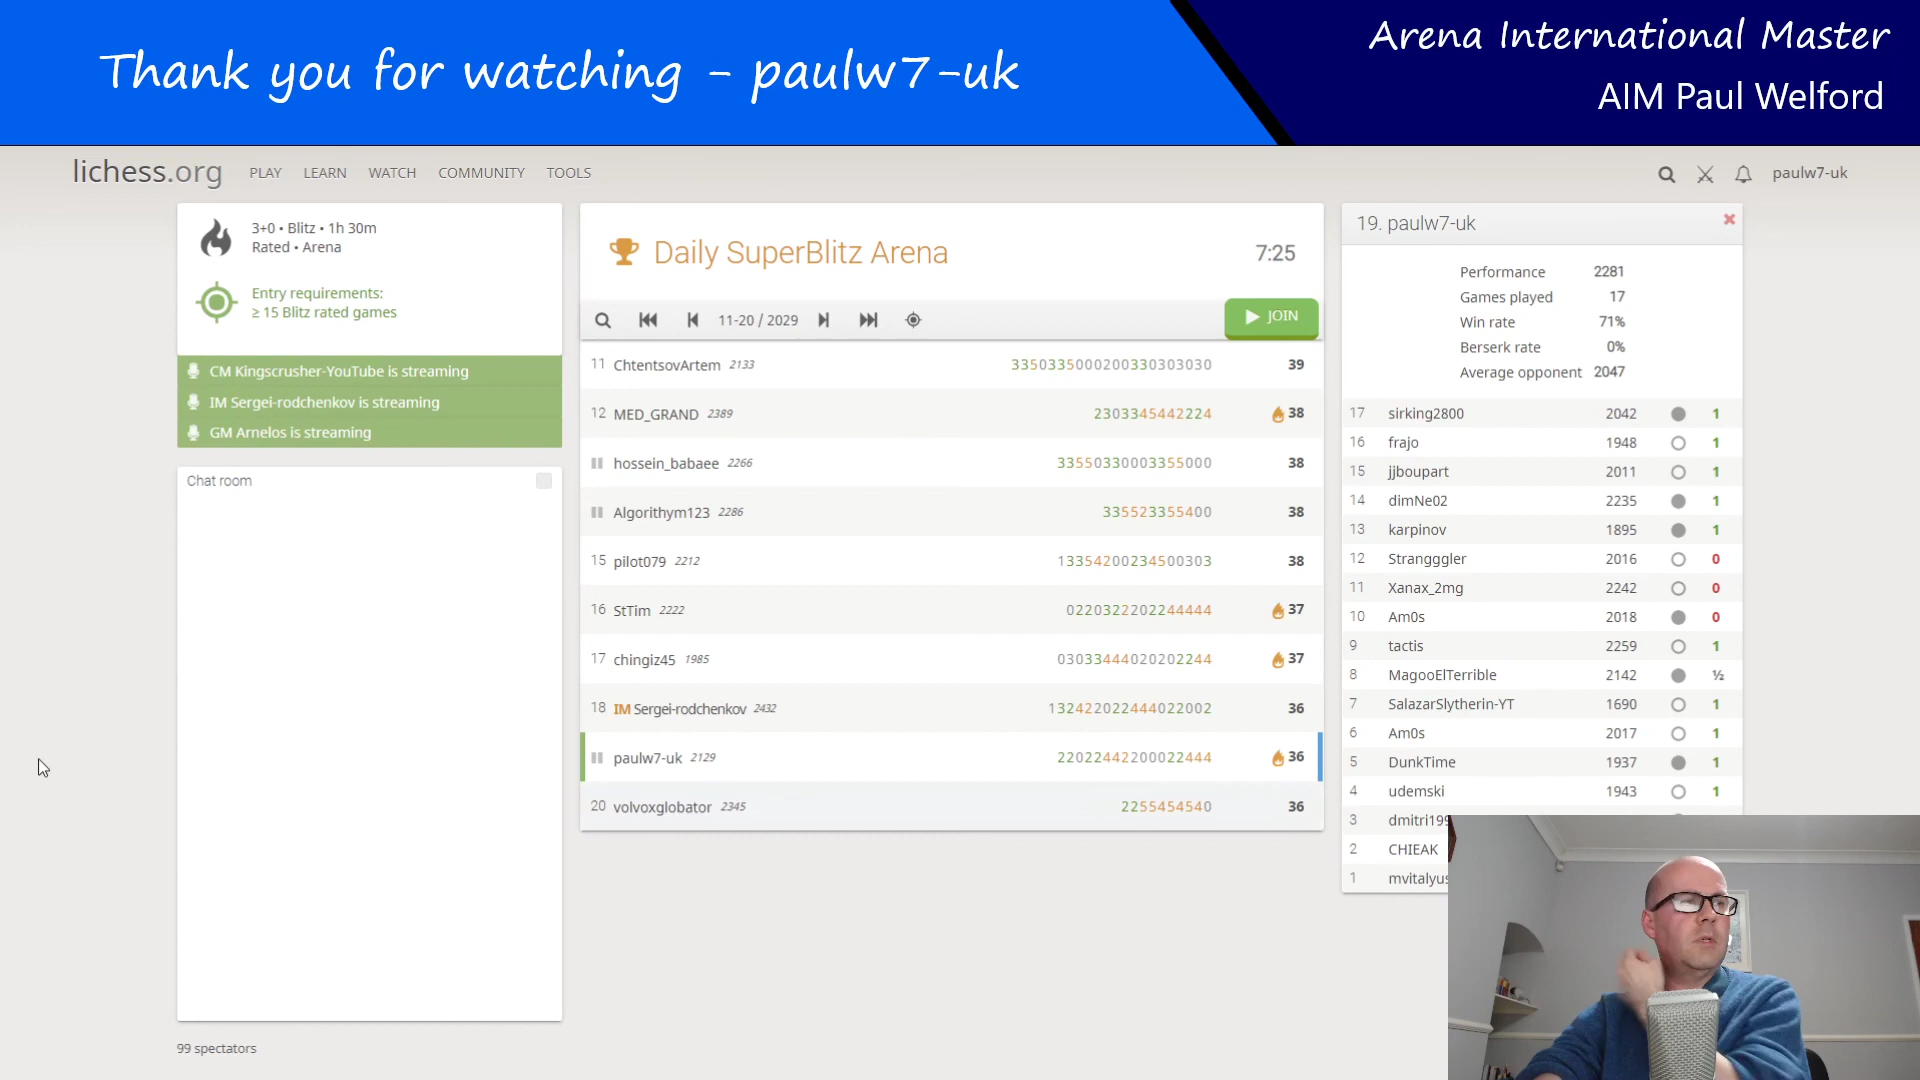 Thank you for watching - paulw7-uk
Arena International Master
AIM Paul Welford
lichess.org PLAY LEARN WATCH COMMUNITY TOOLS paulw7-uk
3+0 • Blitz • 1h 30m
Rated • Arena
Entry requirements:
≥ 15 Blitz rated games
CM Kingscrusher-YouTube is streaming
IM Sergei-rodchenkov is streaming
GM Arnelos is streaming
Chat room
99 spectators
Daily SuperBlitz Arena 7:25
11-20 / 2029 JOIN
11 ChtentsovArtem 2133 3350335000200330303030 39
12 MED_GRAND 2389 2303345442224 38
hossein_babaee 2266 33550330003355000 38
Algorithym123 2286 335523355400 38
15 pilot079 2212 13354200234500303 38
16 StTim 2222 0220322202244444 37
17 chingiz45 1985 03033444020202244 37
18 IM Sergei-rodchenkov 2432 132422022444022002 36
paulw7-uk 2129 22022442200022444 36
20 volvoxglobator 2345 2255454540 36
19. paulw7-uk
Performance 2281
Games played 17
Win rate 71%
Berserk rate 0%
Average opponent 2047
17 sirking2800 2042 1
16 frajo 1948 1
15 jjboupart 2011 1
14 dimNe02 2235 1
13 karpinov 1895 1
12 Strangggler 2016 0
11 Xanax_2mg 2242 0
10 Am0s 2018 0
9 tactis 2259 1
8 MagooElTerrible 2142 ½
7 SalazarSlytherin-YT 1690 1
6 Am0s 2017 1
5 DunkTime 1937 1
4 udemski 1943 1
3 dmitri199
2 CHIEAK
1 mvitalyus